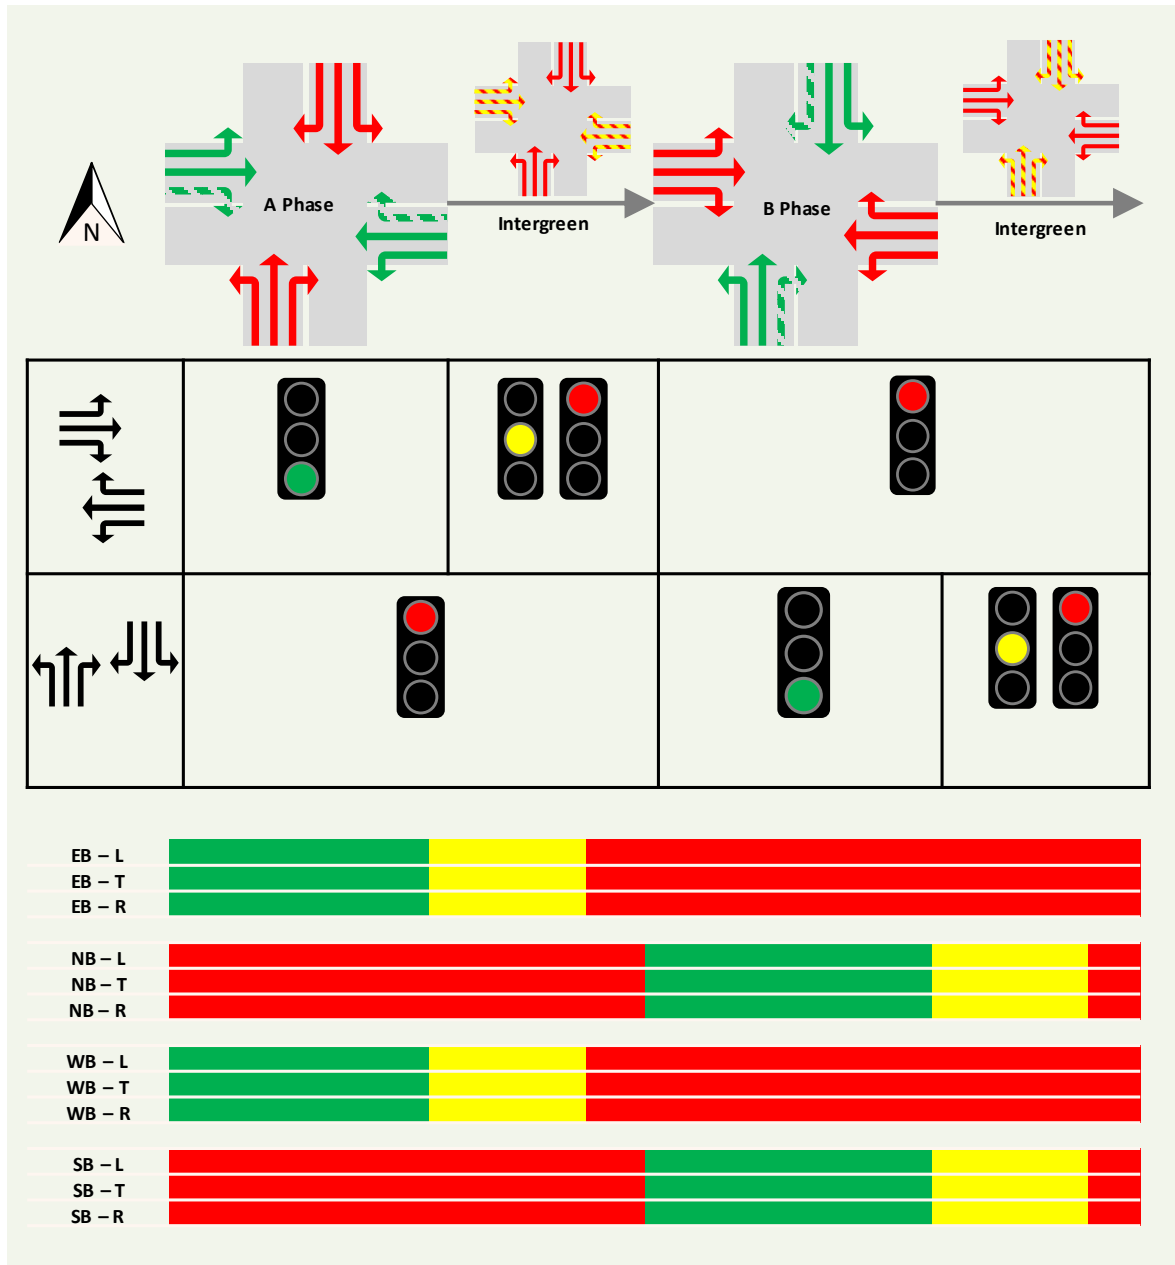 N
A Phase
Intergreen
B Phase
Intergreen
EB – L
EB – T
EB – R
NB – L
NB – T
NB – R
WB – L
WB – T
WB – R
SB – L
SB – T
SB – R